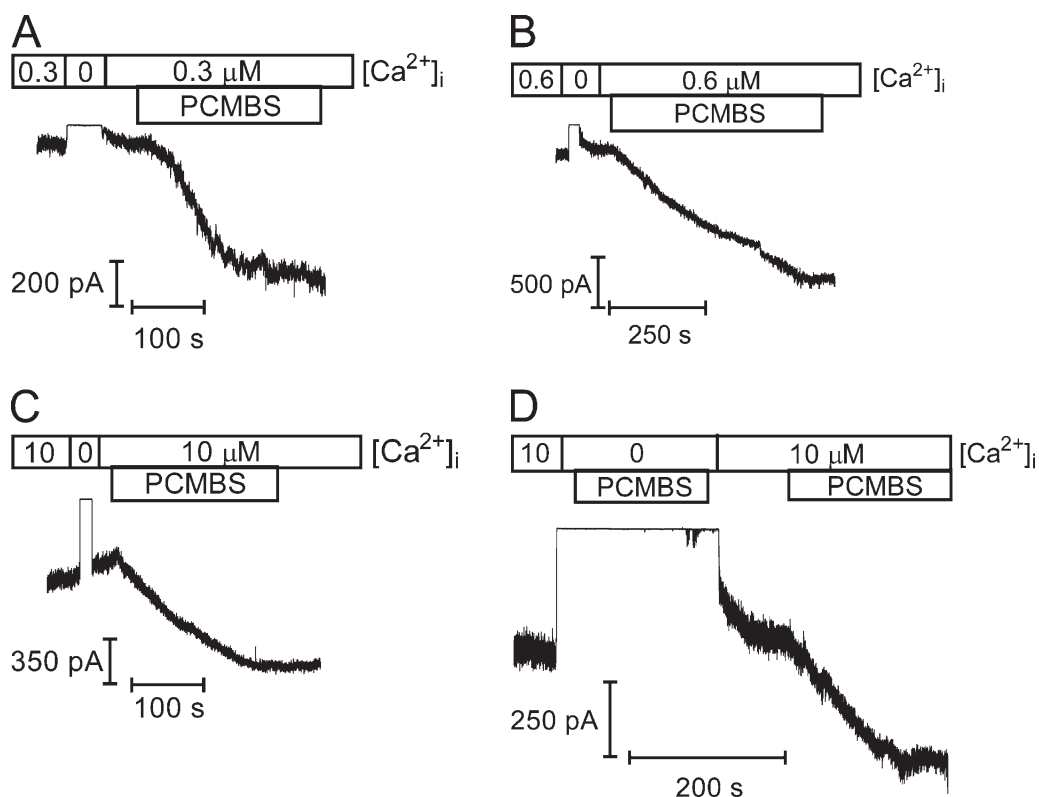 A
0.3 0 0.3 μM [Ca²⁺]ᵢ
PCMBS
200 pA
100 s
B
0.6 0 0.6 μM [Ca²⁺]ᵢ
PCMBS
500 pA
250 s
C
10 0 10 μM [Ca²⁺]ᵢ
PCMBS
350 pA
100 s
D
10 0 10 μM [Ca²⁺]ᵢ
PCMBS PCMBS
250 pA
200 s